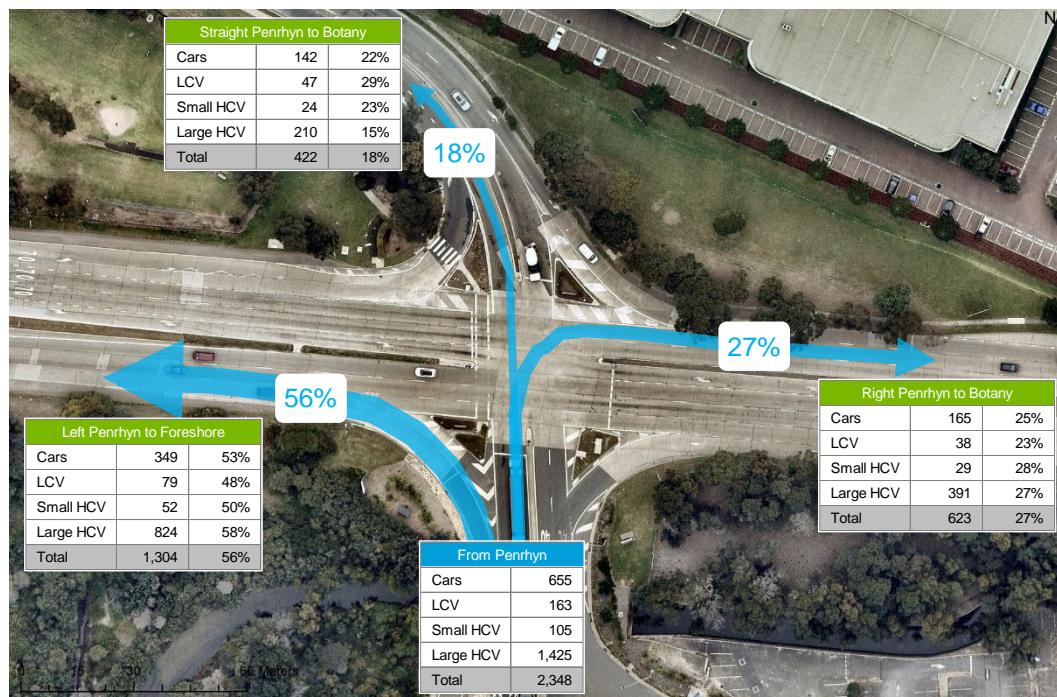 N
Straight Penrhyn to Botany
Cars 142 22%
LCV 47 29%
Small HCV 24 23%
Large HCV 210 15%
Total 422 18%
18%
27%
56%
Right Penrhyn to Botany
Cars 165 25%
LCV 38 23%
Small HCV 29 28%
Large HCV 391 27%
Total 623 27%
Left Penrhyn to Foreshore
Cars 349 53%
LCV 79 48%
Small HCV 52 50%
Large HCV 824 58%
Total 1,304 56%
From Penrhyn
Cars 655
LCV 163
Small HCV 105
Large HCV 1,425
Total 2,348
0 15 30 60 Meters